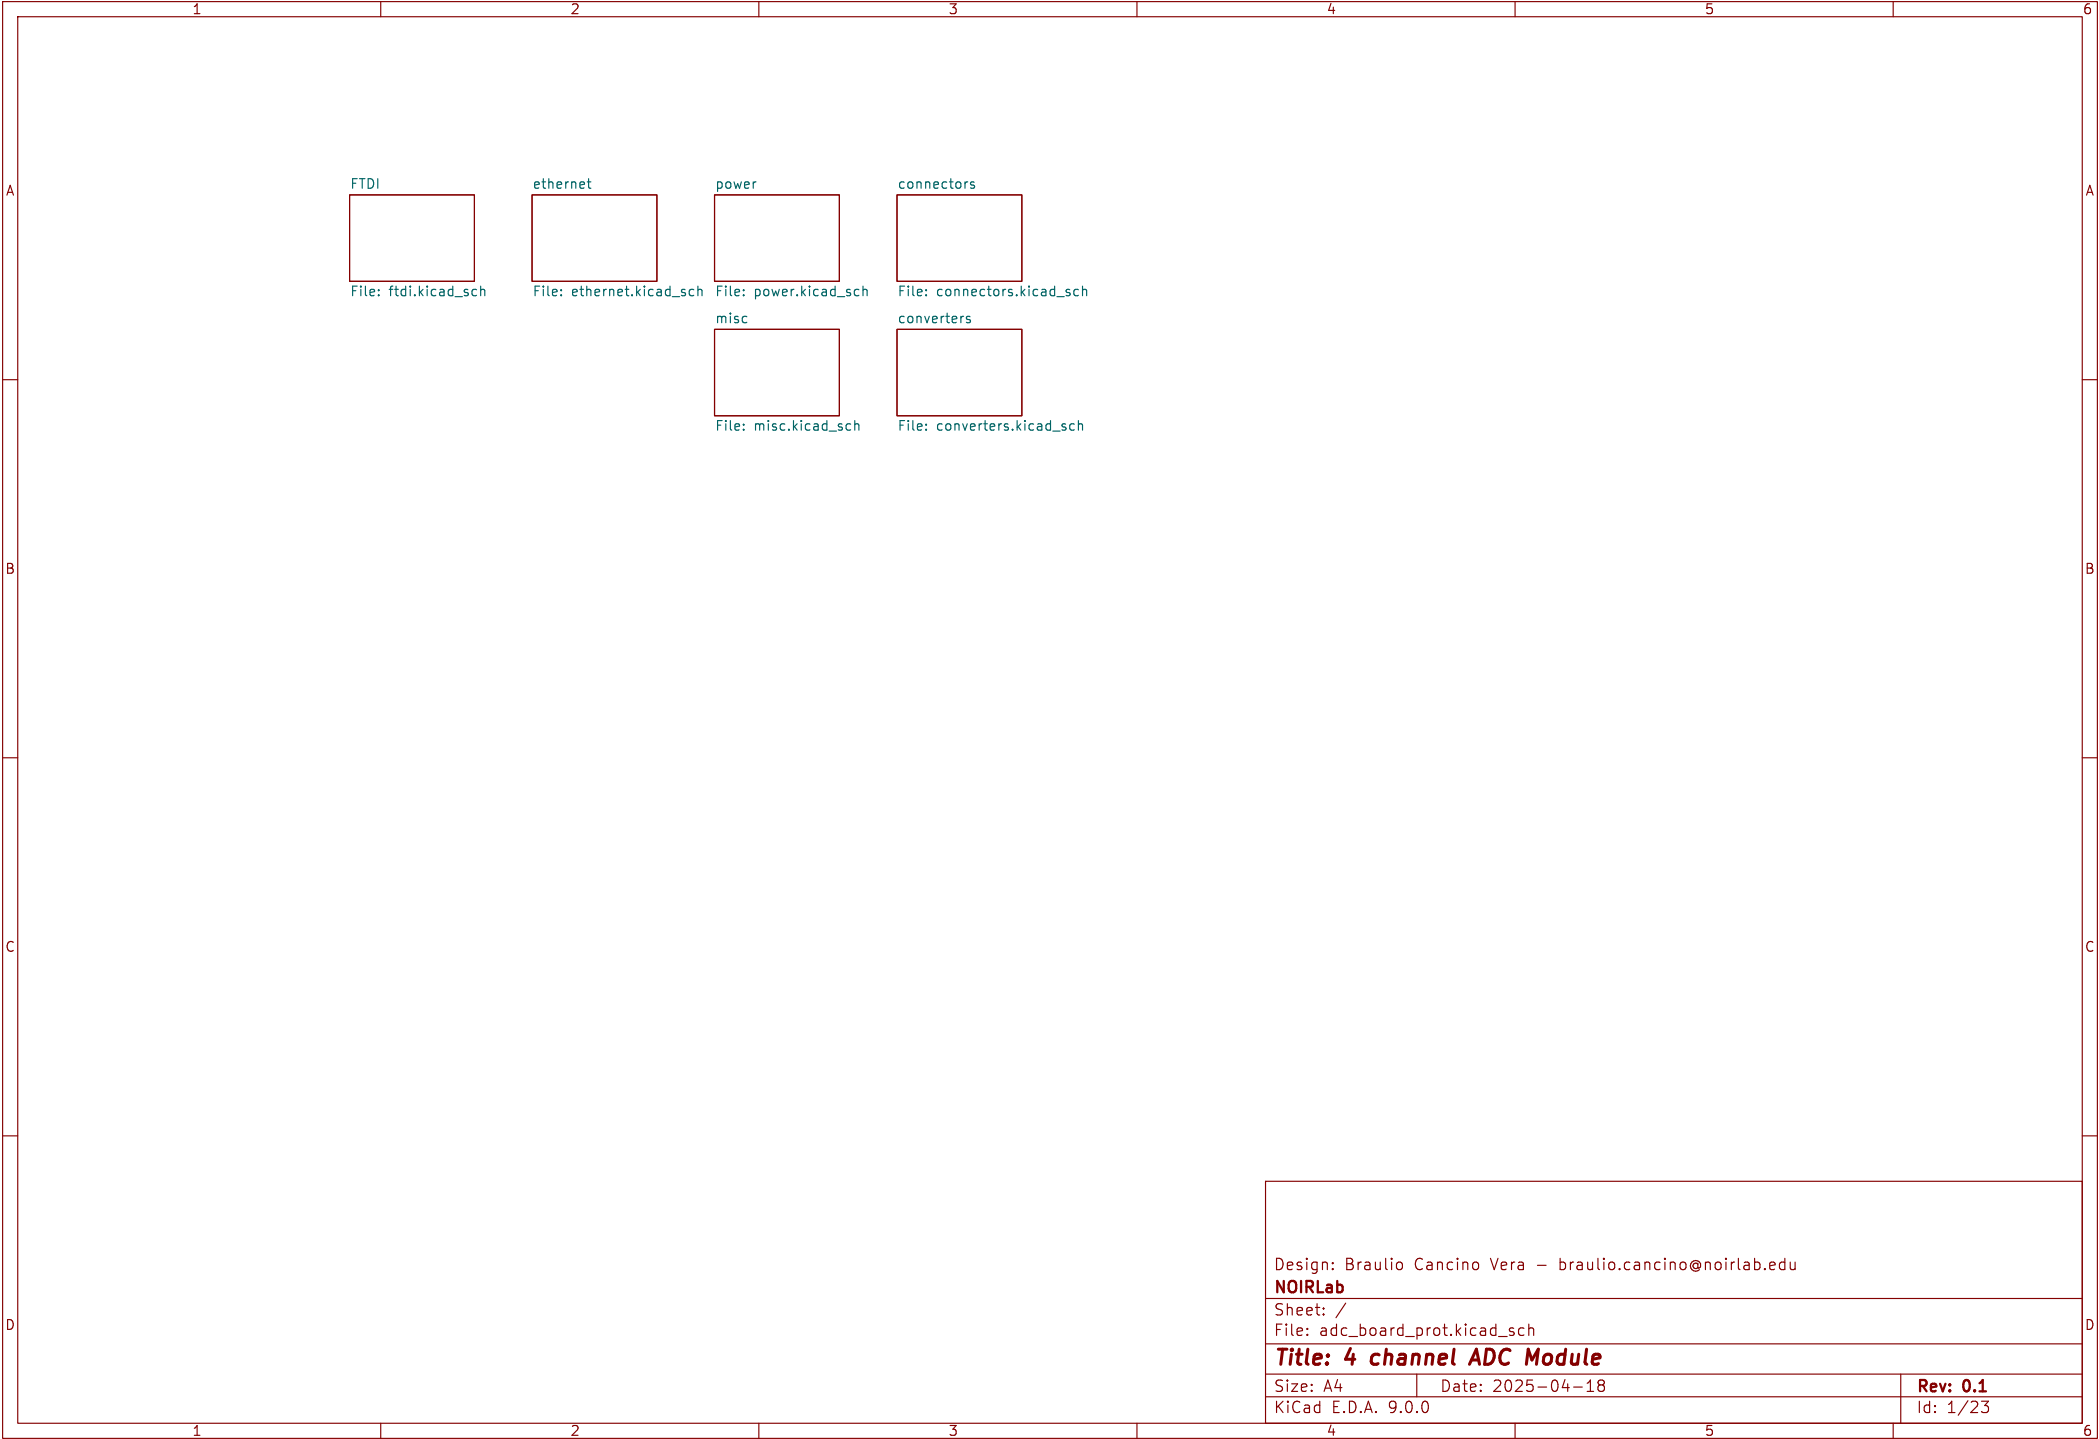 1 2 3 4 5 6
FTDI ethernet power connectors
A A
File: ftdi.kicad_sch File: ethernet.kicad_sch File: power.kicad_sch File: connectors.kicad_sch
misc converters
File: misc.kicad_sch File: converters.kicad_sch
B B
C C
Design: Braulio Cancino Vera - braulio.cancino@noirlab.edu
NOIRLab
Sheet: /
D D
File: adc_board_prot.kicad_sch
Title: 4 channel ADC Module
Size: A4 Date: 2025-04-18 Rev: 0.1
KiCad E.D.A. 9.0.0 Id: 1/23
1 2 3 4 5 6